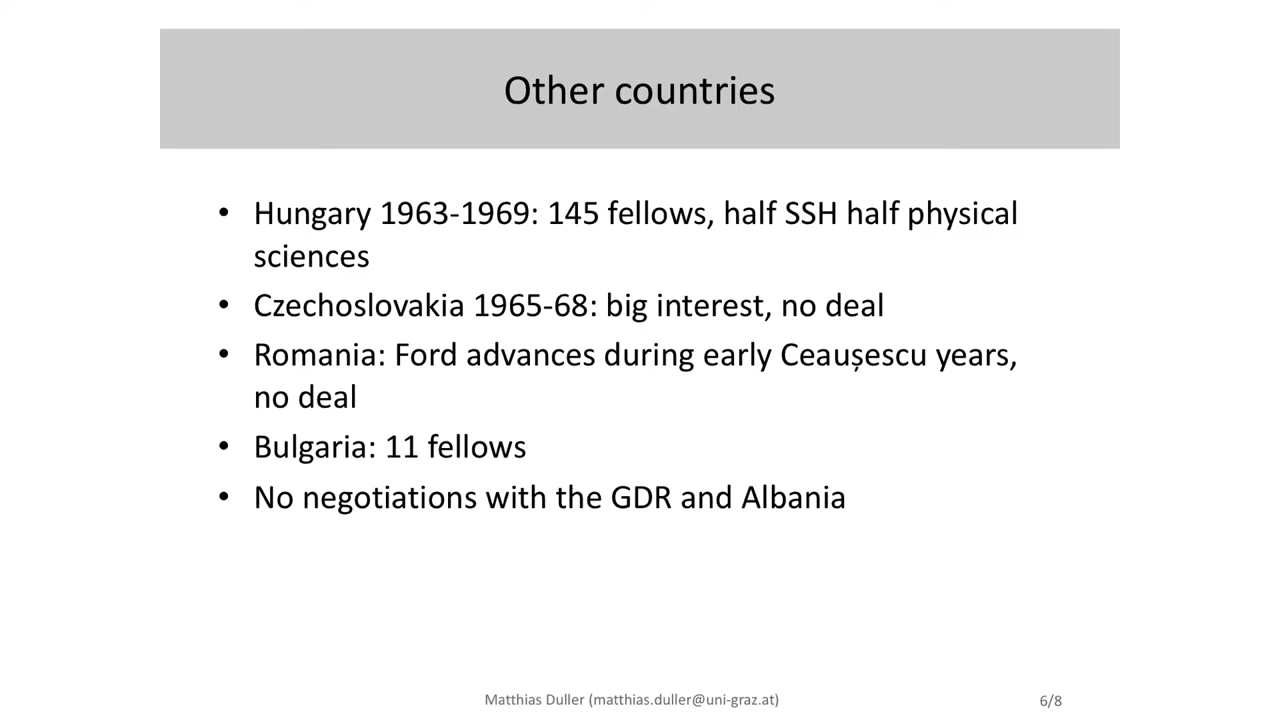 Other countries
• Hungary 1963-1969: 145 fellows, half SSH half physical
sciences
• Czechoslovakia 1965-68: big interest, no deal
• Romania: Ford advances during early Ceaușescu years,
no deal
• Bulgaria: 11 fellows
• No negotiations with the GDR and Albania
Matthias Duller (matthias.duller@uni-graz.at)
6/8